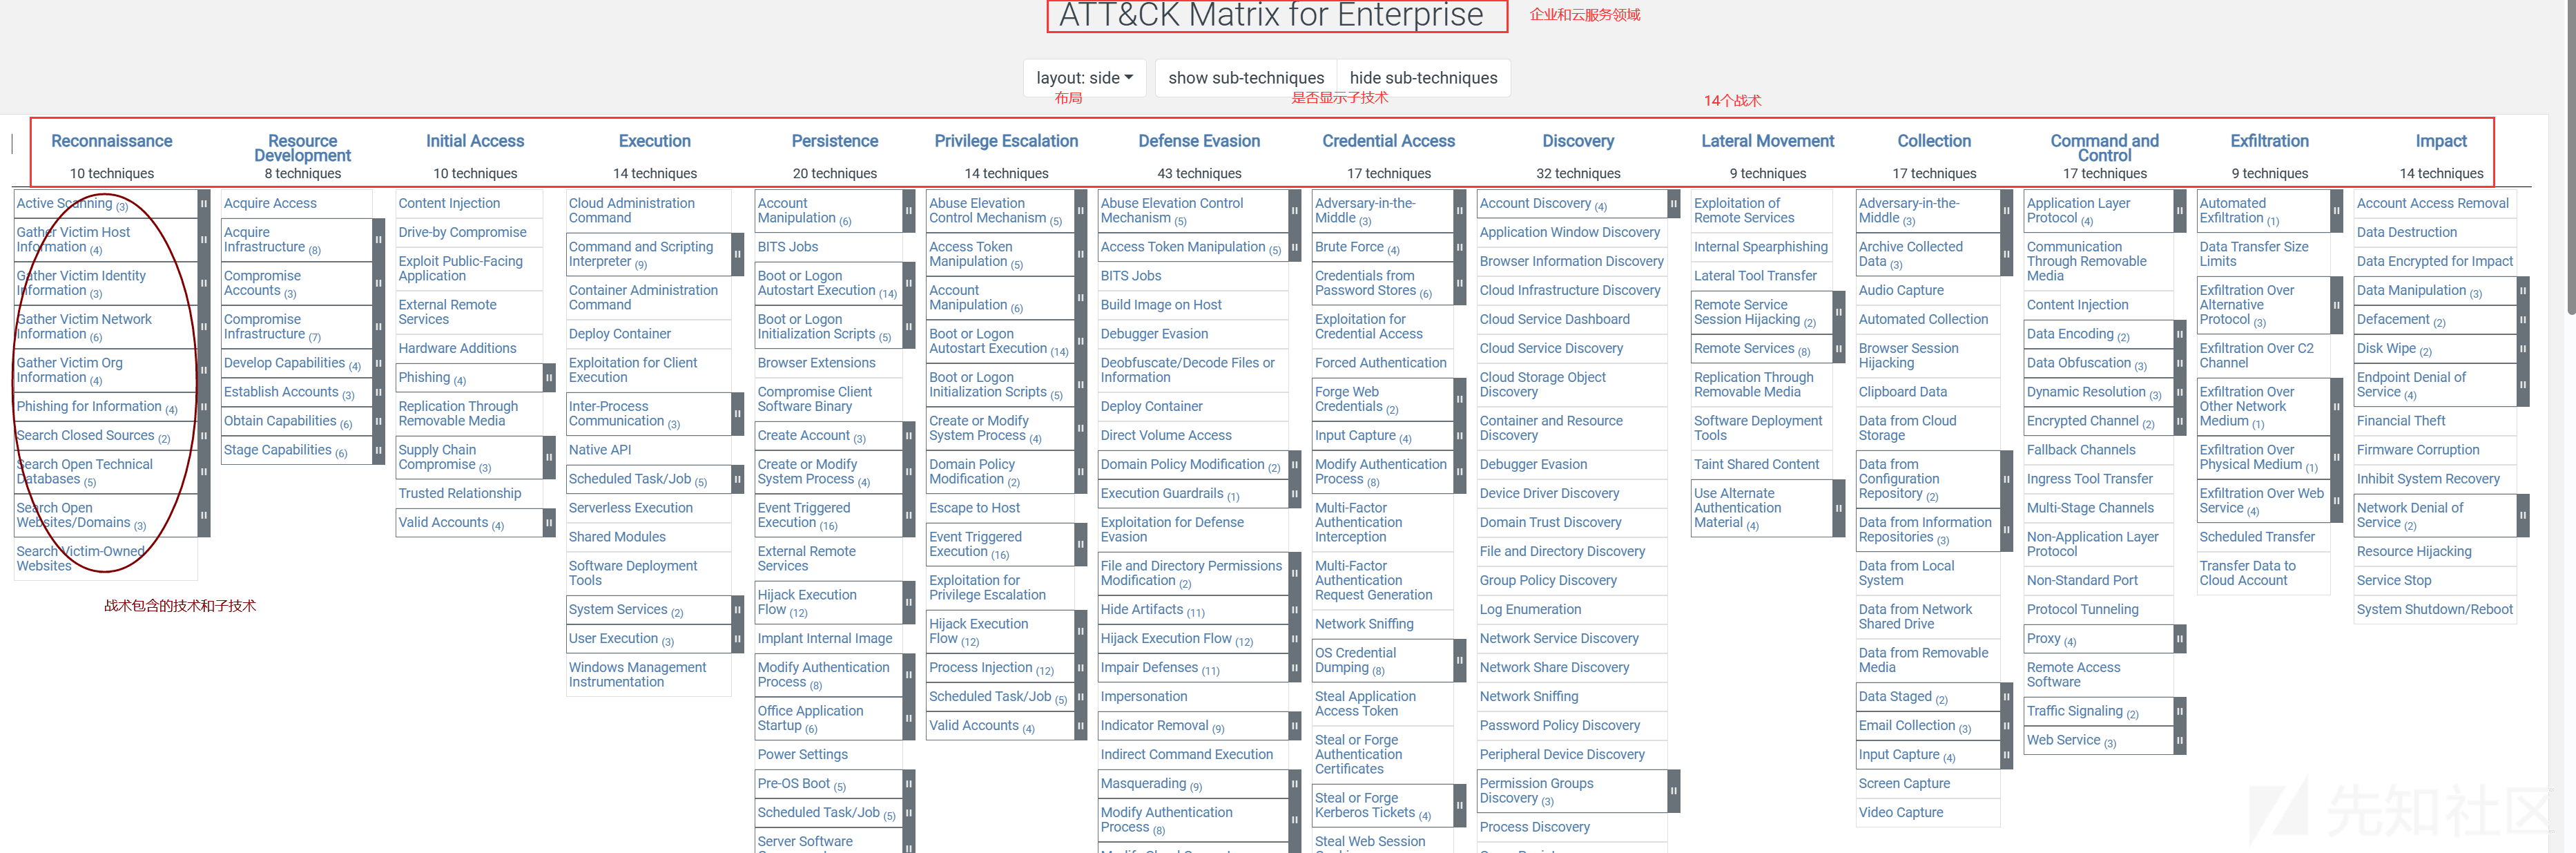 ATT&CK Matrix for Enterprise
企业和云服务领域
layout: side
show sub-techniques
hide sub-techniques
布局
是否显示子技术
14个战术
Reconnaissance
10 techniques
Active Scanning (3)
Gather Victim Host
Information (4)
Gather Victim Identity
Information (3)
Gather Victim Network
Information (6)
Gather Victim Org
Information (4)
Phishing for Information (4)
Search Closed Sources (2)
Search Open Technical
Databases (5)
Search Open
Websites/Domains (3)
Search Victim-Owned
Websites
战术包含的技术和子技术
Resource
Development
8 techniques
Acquire Access
Acquire
Infrastructure (8)
Compromise
Accounts (3)
Compromise
Infrastructure (7)
Develop Capabilities (4)
Establish Accounts (3)
Obtain Capabilities (6)
Stage Capabilities (6)
Initial Access
10 techniques
Content Injection
Drive-by Compromise
Exploit Public-Facing
Application
External Remote
Services
Hardware Additions
Phishing (4)
Replication Through
Removable Media
Supply Chain
Compromise (3)
Trusted Relationship
Valid Accounts (4)
Execution
14 techniques
Cloud Administration
Command
Command and Scripting
Interpreter (9)
Container Administration
Command
Deploy Container
Exploitation for Client
Execution
Inter-Process
Communication (3)
Native API
Scheduled Task/Job (5)
Serverless Execution
Shared Modules
Software Deployment
Tools
System Services (2)
User Execution (3)
Windows Management
Instrumentation
Persistence
20 techniques
Account
Manipulation (6)
BITS Jobs
Boot or Logon
Autostart Execution (14)
Boot or Logon
Initialization Scripts (5)
Browser Extensions
Compromise Client
Software Binary
Create Account (3)
Create or Modify
System Process (4)
Event Triggered
Execution (16)
External Remote
Services
Hijack Execution
Flow (12)
Implant Internal Image
Modify Authentication
Process (8)
Office Application
Startup (6)
Power Settings
Pre-OS Boot (5)
Scheduled Task/Job (5)
Server Software
Privilege Escalation
14 techniques
Abuse Elevation
Control Mechanism (5)
Access Token
Manipulation (5)
Account
Manipulation (6)
Boot or Logon
Autostart Execution (14)
Boot or Logon
Initialization Scripts (5)
Create or Modify
System Process (4)
Domain Policy
Modification (2)
Escape to Host
Event Triggered
Execution (16)
Exploitation for
Privilege Escalation
Hijack Execution
Flow (12)
Process Injection (12)
Scheduled Task/Job (5)
Valid Accounts (4)
Defense Evasion
43 techniques
Abuse Elevation Control
Mechanism (5)
Access Token Manipulation (5)
BITS Jobs
Build Image on Host
Debugger Evasion
Deobfuscate/Decode Files or
Information
Deploy Container
Direct Volume Access
Domain Policy Modification (2)
Execution Guardrails (1)
Exploitation for Defense
Evasion
File and Directory Permissions
Modification (2)
Hide Artifacts (11)
Hijack Execution Flow (12)
Impair Defenses (11)
Impersonation
Indicator Removal (9)
Indirect Command Execution
Masquerading (9)
Modify Authentication
Process (8)
Credential Access
17 techniques
Adversary-in-the-
Middle (3)
Brute Force (4)
Credentials from
Password Stores (6)
Exploitation for
Credential Access
Forced Authentication
Forge Web
Credentials (2)
Input Capture (4)
Modify Authentication
Process (8)
Multi-Factor
Authentication
Interception
Multi-Factor
Authentication
Request Generation
Network Sniffing
OS Credential
Dumping (8)
Steal Application
Access Token
Steal or Forge
Authentication
Certificates
Steal or Forge
Kerberos Tickets (4)
Steal Web Session
Discovery
32 techniques
Account Discovery (4)
Application Window Discovery
Browser Information Discovery
Cloud Infrastructure Discovery
Cloud Service Dashboard
Cloud Service Discovery
Cloud Storage Object
Discovery
Container and Resource
Discovery
Debugger Evasion
Device Driver Discovery
Domain Trust Discovery
File and Directory Discovery
Group Policy Discovery
Log Enumeration
Network Service Discovery
Network Share Discovery
Network Sniffing
Password Policy Discovery
Peripheral Device Discovery
Permission Groups
Discovery (3)
Process Discovery
Lateral Movement
9 techniques
Exploitation of
Remote Services
Internal Spearphishing
Lateral Tool Transfer
Remote Service
Session Hijacking (2)
Remote Services (8)
Replication Through
Removable Media
Software Deployment
Tools
Taint Shared Content
Use Alternate
Authentication
Material (4)
Collection
17 techniques
Adversary-in-the-
Middle (3)
Archive Collected
Data (3)
Audio Capture
Automated Collection
Browser Session
Hijacking
Clipboard Data
Data from Cloud
Storage
Data from
Configuration
Repository (2)
Data from Information
Repositories (3)
Data from Local
System
Data from Network
Shared Drive
Data from Removable
Media
Data Staged (2)
Email Collection (3)
Input Capture (4)
Screen Capture
Video Capture
Command and
Control
17 techniques
Application Layer
Protocol (4)
Communication
Through Removable
Media
Content Injection
Data Encoding (2)
Data Obfuscation (3)
Dynamic Resolution (3)
Encrypted Channel (2)
Fallback Channels
Ingress Tool Transfer
Multi-Stage Channels
Non-Application Layer
Protocol
Non-Standard Port
Protocol Tunneling
Proxy (4)
Remote Access
Software
Traffic Signaling (2)
Web Service (3)
Exfiltration
9 techniques
Automated
Exfiltration (1)
Data Transfer Size
Limits
Exfiltration Over
Alternative
Protocol (3)
Exfiltration Over C2
Channel
Exfiltration Over
Other Network
Medium (1)
Exfiltration Over
Physical Medium (1)
Exfiltration Over Web
Service (4)
Scheduled Transfer
Transfer Data to
Cloud Account
Impact
14 techniques
Account Access Removal
Data Destruction
Data Encrypted for Impact
Data Manipulation (3)
Defacement (2)
Disk Wipe (2)
Endpoint Denial of
Service (4)
Financial Theft
Firmware Corruption
Inhibit System Recovery
Network Denial of
Service (2)
Resource Hijacking
Service Stop
System Shutdown/Reboot
先知社区